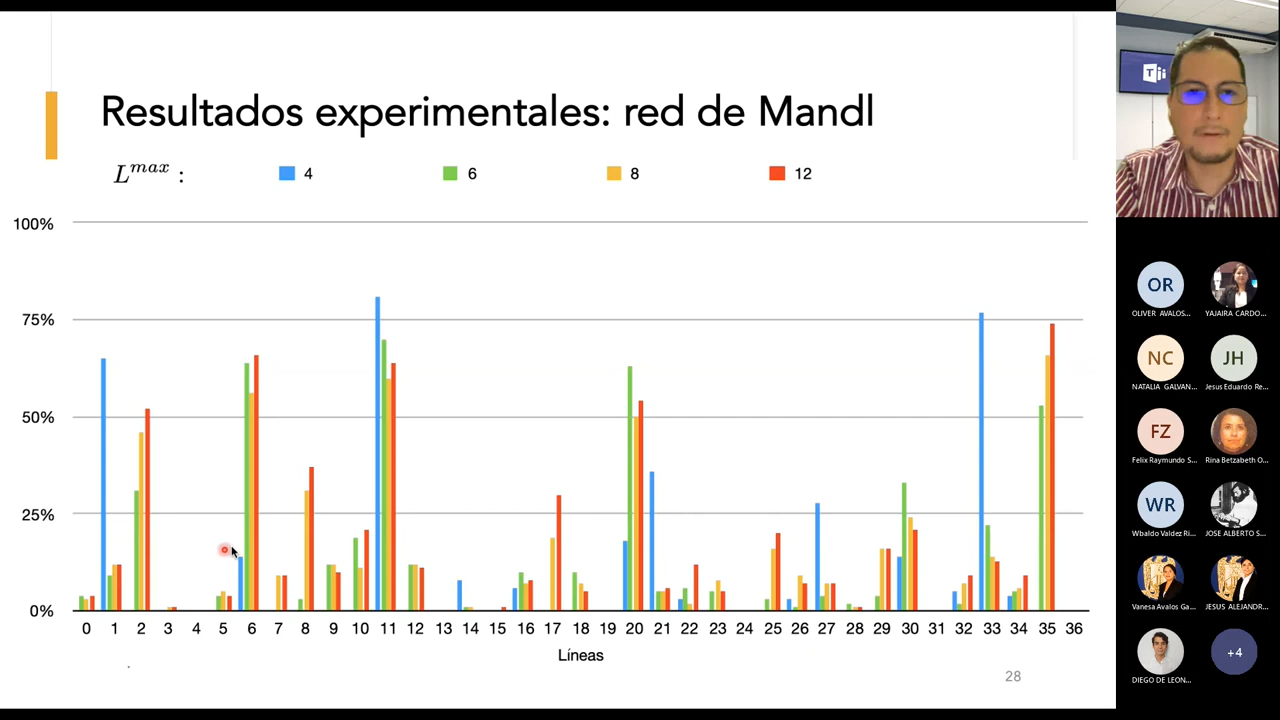 Resultados experimentales: red de Mandl
L^max :
4
6
8
12
100%
75%
50%
25%
0%
0 1 2 3 4 5 6 7 8 9 10 11 12 13 14 15 16 17 18 19 20 21 22 23 24 25 26 27 28 29 30 31 32 33 34 35 36
Líneas
28
OR
OLIVER AVALOS...
YAJAIRA CARDO...
NC
NATALIA GALVAN...
JH
Jesus Eduardo Re...
FZ
Felix Raymundo S...
Rina Betzabeth O...
WR
Wbaldo Valdez Ri...
JOSE ALBERTO S...
Vanesa Avalos Ga...
JESUS ALEJANDR...
DIEGO DE LEON...
+4